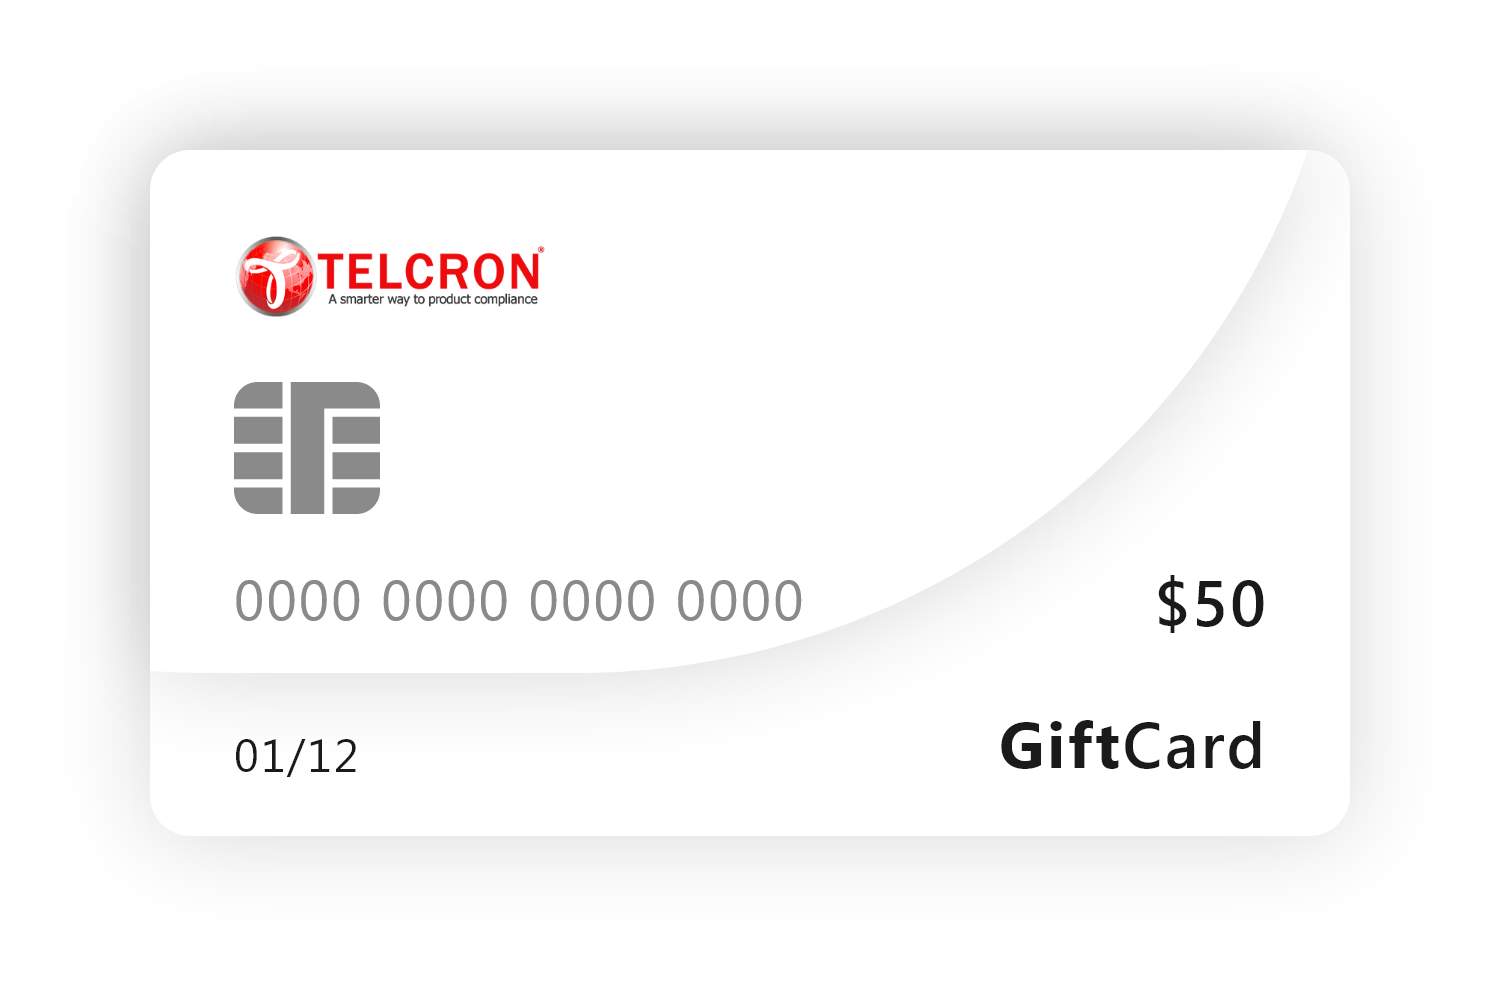 TELCRON®
A smarter way to product compliance
0000 0000 0000 0000
$50
01/12
GiftCard